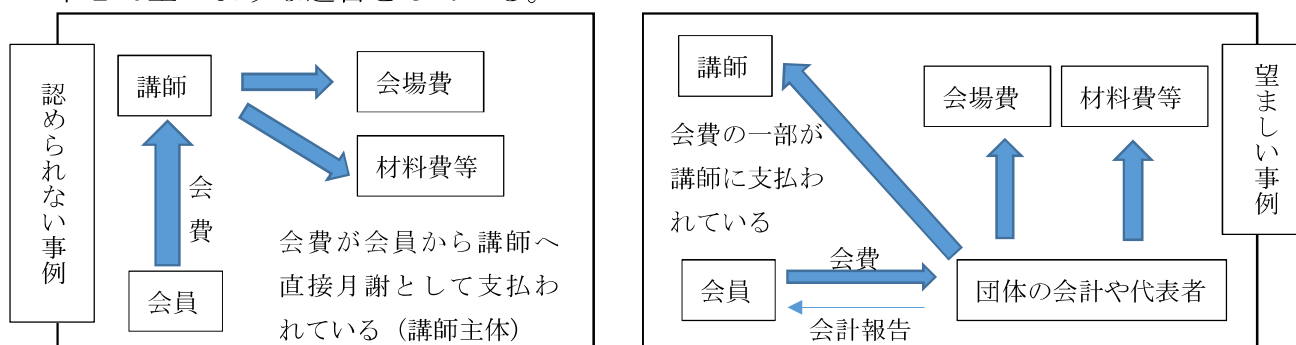 認められない事例
講師
会場費
材料費等
会
費
会員
会費が会員から講師へ
直接月謝として支払わ
れている（講師主体）
望ましい事例
講師
会場費
材料費等
会費の一部が
講師に支払わ
れている
会員
会費
会計報告
団体の会計や代表者